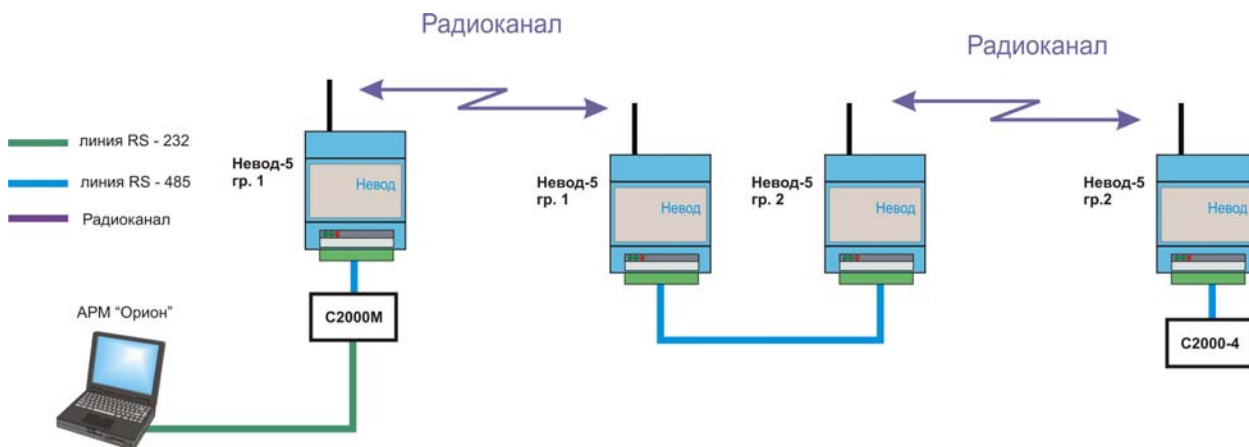 Радиоканал
Радиоканал
линия RS - 232
линия RS - 485
Радиоканал
Невод-5
гр. 1
Невод
Невод-5
гр. 1
Невод
Невод-5
гр. 2
Невод
Невод-5
гр.2
Невод
АРМ “Орион”
С2000М
С2000-4